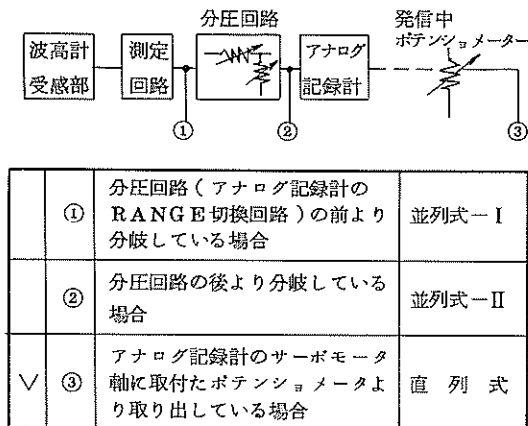 分圧回路
発信中
ポテンショメーター
波高計
受感部
測定
回路
アナログ
記録計
①
②
③
①
分圧回路(アナログ記録計の
RANGE切換回路)の前より
分岐している場合
並列式-I
②
分圧回路の後より分岐している
場合
並列式-II
∨
③
アナログ記録計のサーボモータ
軸に取付たポテンショメータよ
り取り出している場合
直列式